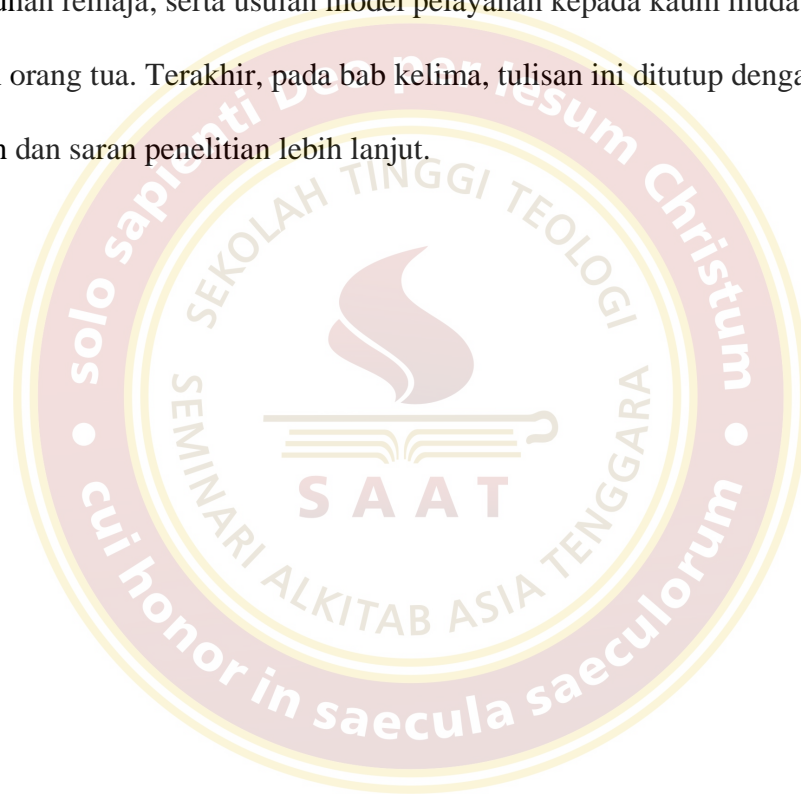 remaja, serta usulan model pelayanan kepada kaum muda
orang tua. Terakhir, pada bab kelima, tulisan ini ditutup
dan saran penelitian lebih lanjut.
solo sapienti Deo per Iesum Christum
SEKOLAH TINGGI TEOLOGI
SAAT
SEMINARI ALKITAB ASIA TENGGARA
cui honor in saecula saeculorum